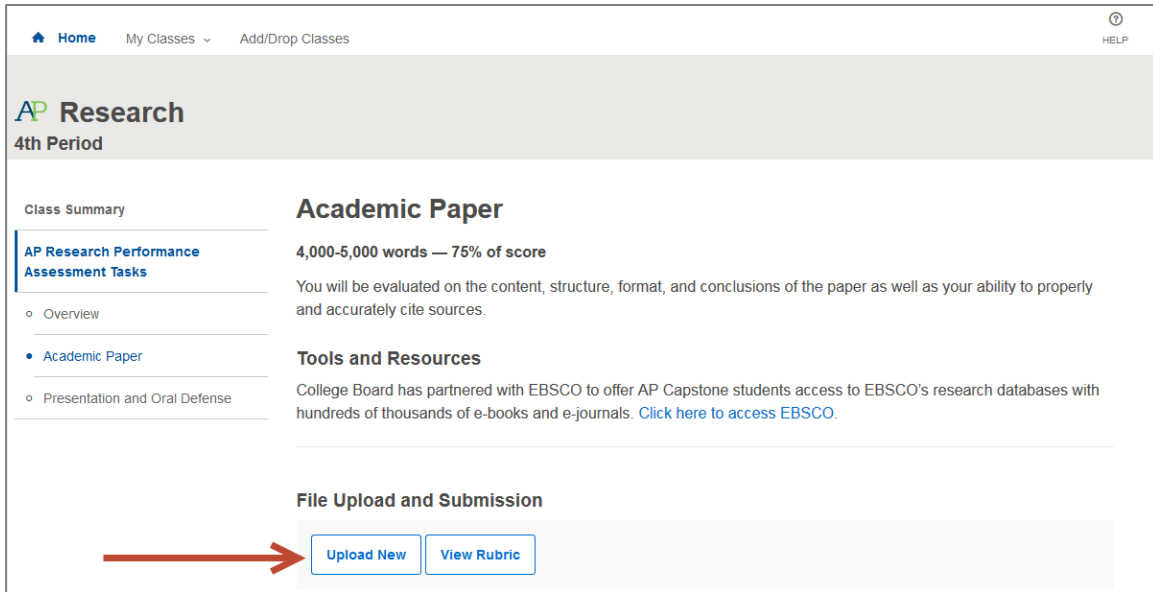 Home My Classes Add/Drop Classes
HELP
AP Research
4th Period
Class Summary
AP Research Performance
Assessment Tasks
Overview
Academic Paper
Presentation and Oral Defense
Academic Paper
4,000-5,000 words — 75% of score
You will be evaluated on the content, structure, format, and conclusions of the paper as well as your ability to properly
and accurately cite sources.
Tools and Resources
College Board has partnered with EBSCO to offer AP Capstone students access to EBSCO's research databases with
hundreds of thousands of e-books and e-journals. Click here to access EBSCO.
File Upload and Submission
Upload New View Rubric